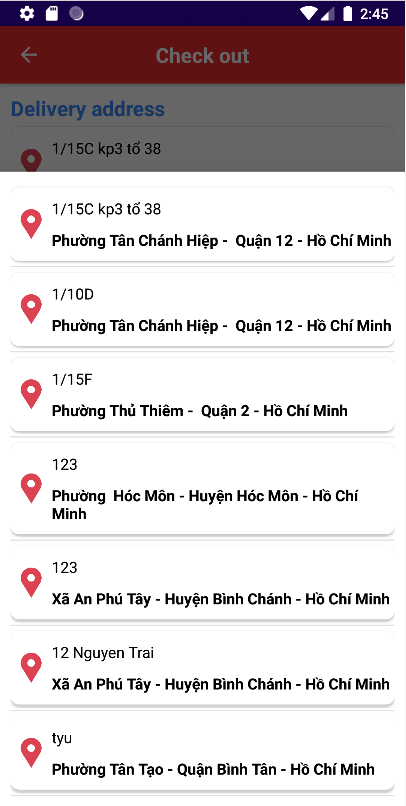 2:45
Check out
Delivery address
1/15C kp3 tổ 38
1/15C kp3 tổ 38
Phường Tân Chánh Hiệp - Quận 12 - Hồ Chí Minh
1/10D
Phường Tân Chánh Hiệp - Quận 12 - Hồ Chí Minh
1/15F
Phường Thủ Thiêm - Quận 2 - Hồ Chí Minh
123
Phường Hóc Môn - Huyện Hóc Môn - Hồ Chí
Minh
123
Xã An Phú Tây - Huyện Bình Chánh - Hồ Chí Minh
12 Nguyen Trai
Xã An Phú Tây - Huyện Bình Chánh - Hồ Chí Minh
tyu
Phường Tân Tạo - Quận Bình Tân - Hồ Chí Minh